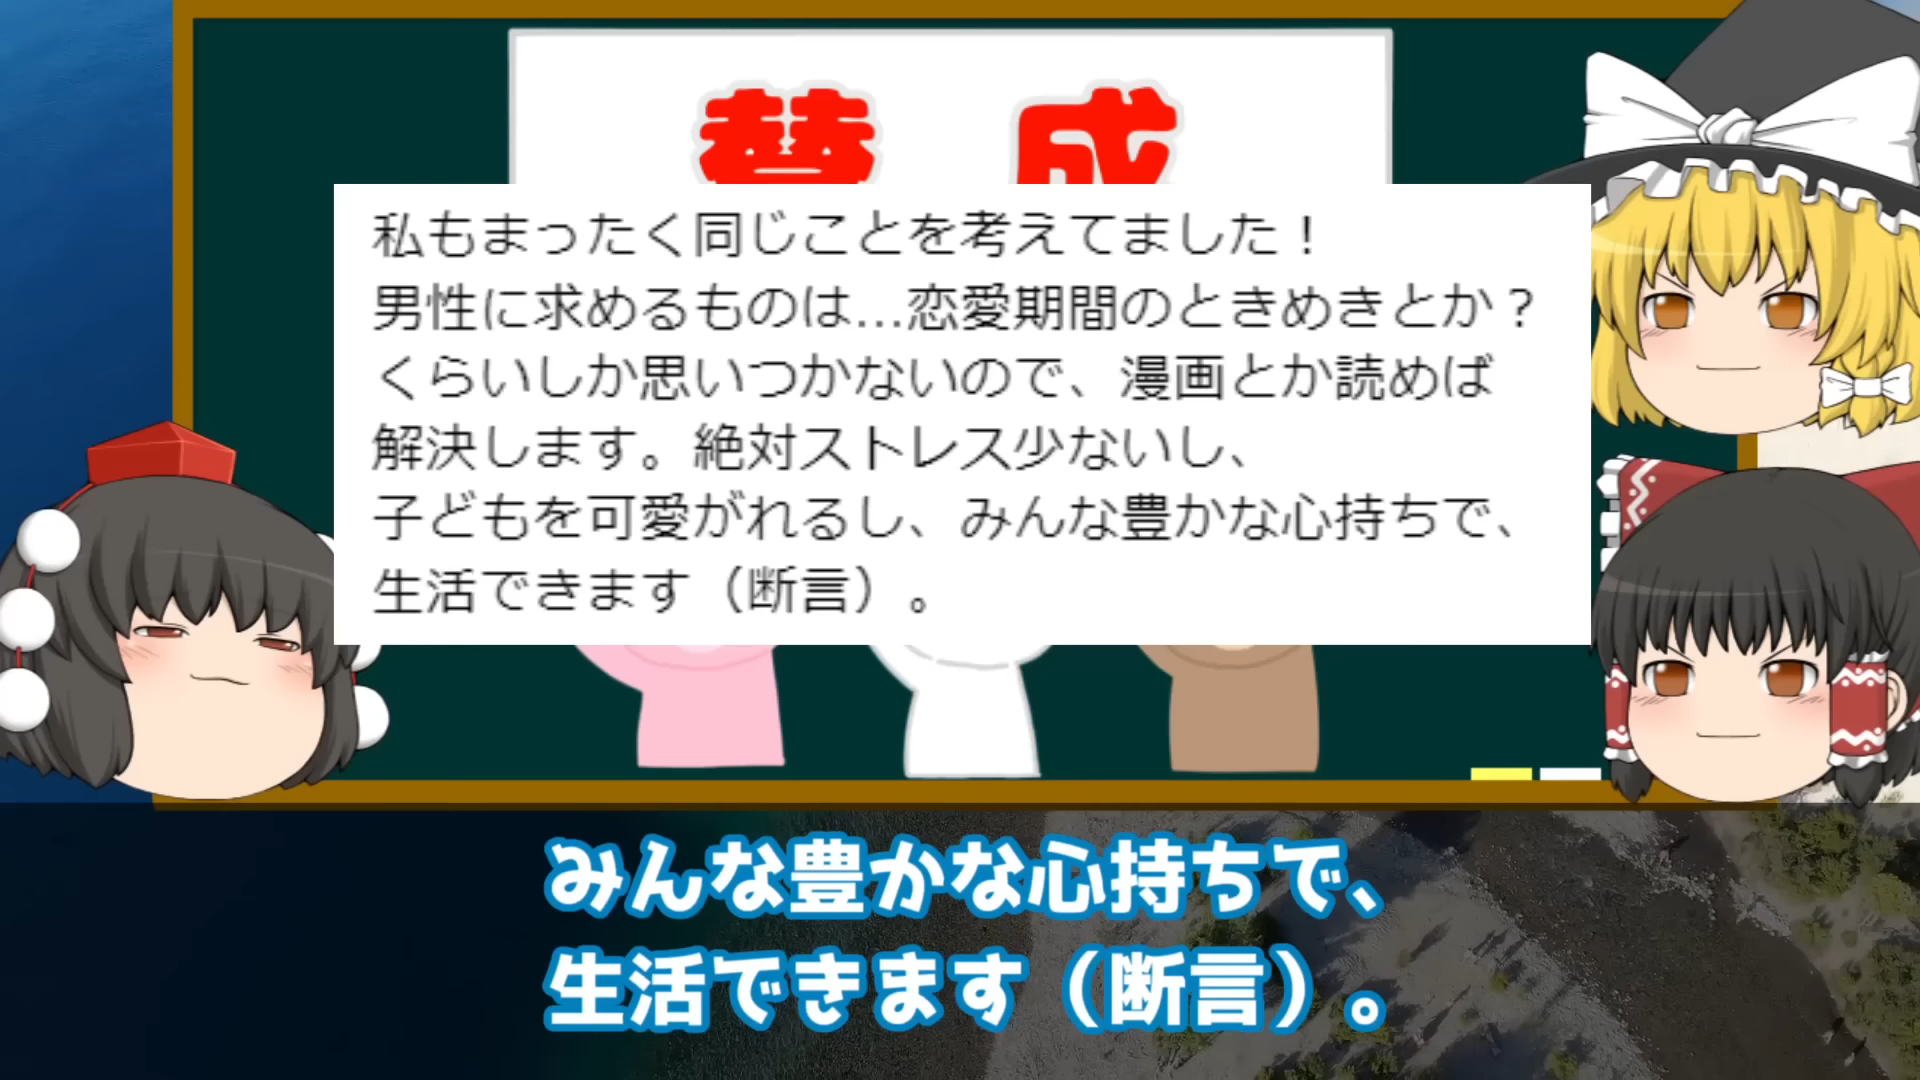 賛成
私もまったく同じことを考えてました！
男性に求めるものは…恋愛期間のときめきとか？
くらいしか思いつかないので、漫画とか読めば
解決します。絶対ストレス少ないし、
子どもを可愛がれるし、みんな豊かな心持ちで、
生活できます（断言）。
みんな豊かな心持ちで、
生活できます（断言）。